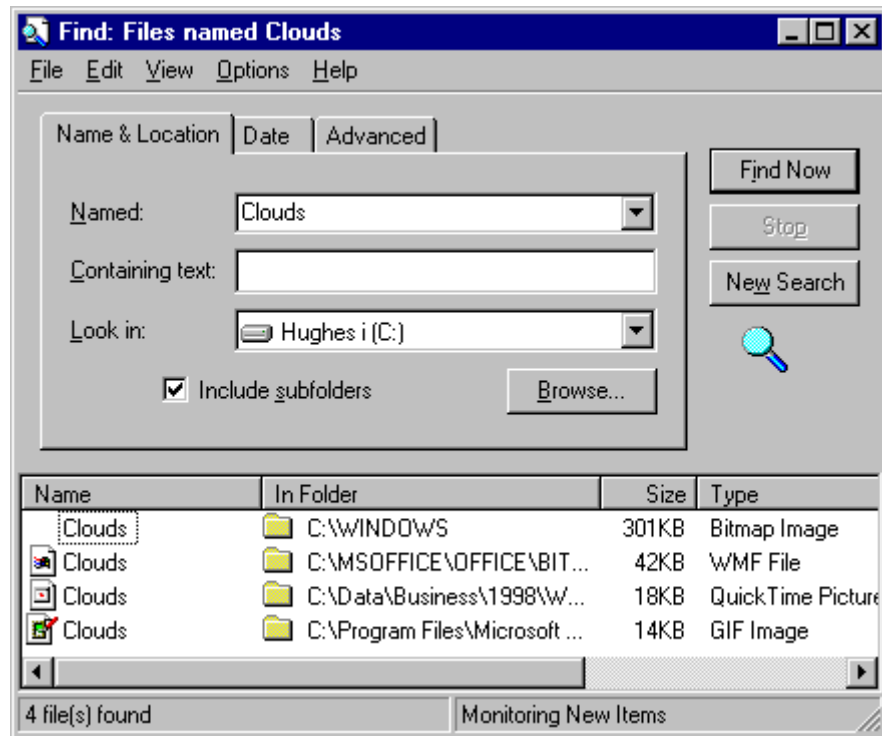 Find: Files named Clouds
File Edit View Options Help
Name & Location Date Advanced
Find Now
Named: Clouds
Stop
Containing text:
New Search
Look in: Hughes i (C:)
Include subfolders Browse...
Name In Folder Size Type
Clouds C:\WINDOWS 301KB Bitmap Image
Clouds C:\MSOFFICE\OFFICE\BIT... 42KB WMF File
Clouds C:\Data\Business\1998\W... 18KB QuickTime Picture
Clouds C:\Program Files\Microsoft ... 14KB GIF Image
4 file(s) found Monitoring New Items